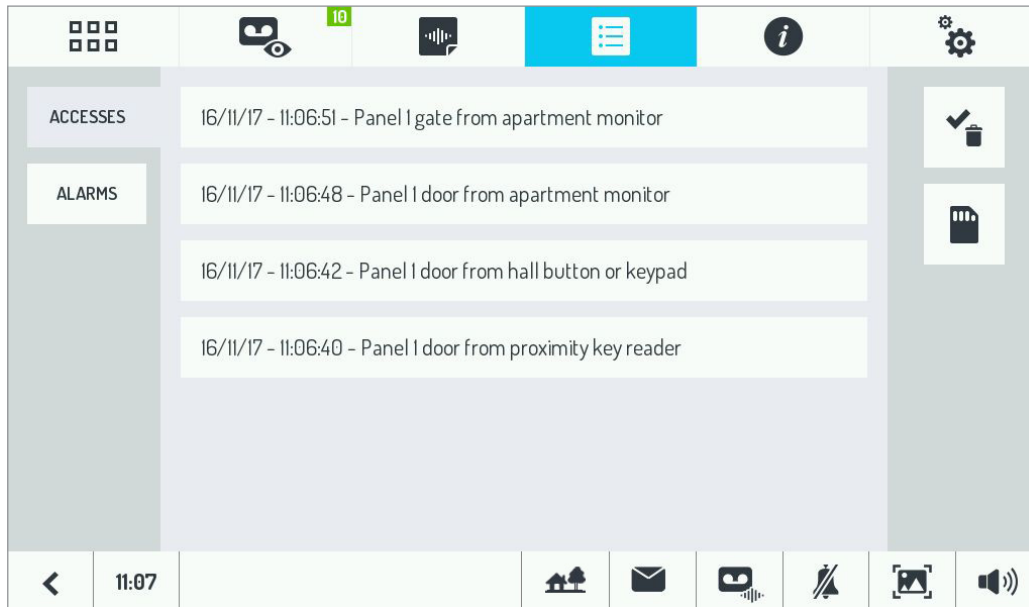 10
ACCESSES
16/11/17 - 11:06:51 - Panel 1 gate from apartment monitor
ALARMS
16/11/17 - 11:06:48 - Panel 1 door from apartment monitor
16/11/17 - 11:06:42 - Panel 1 door from hall button or keypad
16/11/17 - 11:06:40 - Panel 1 door from proximity key reader
11:07